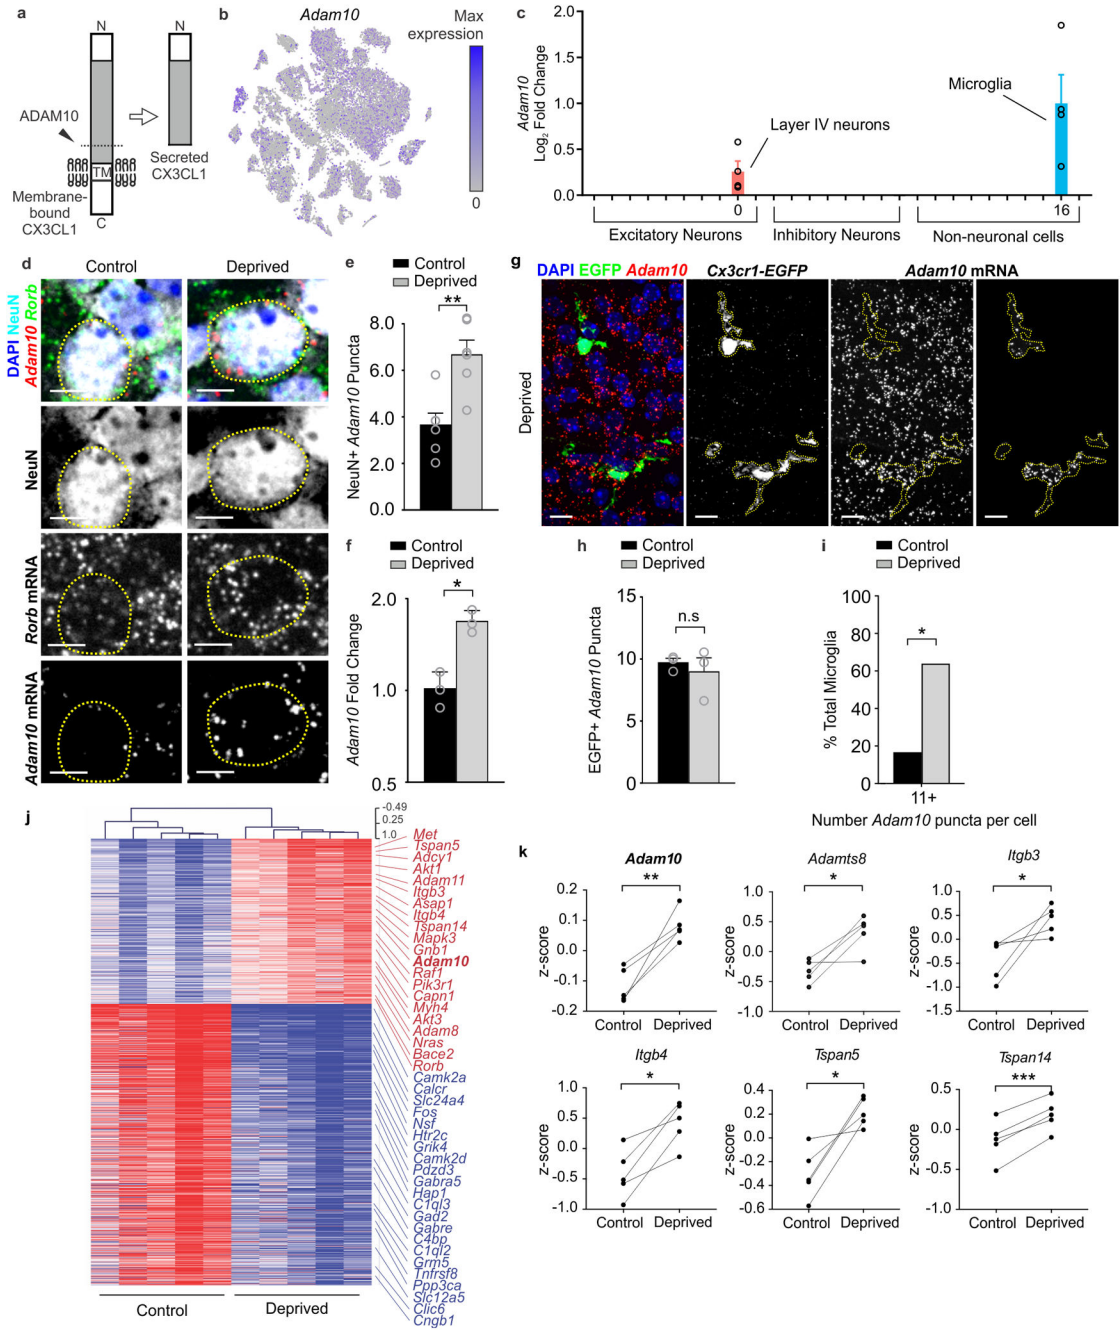 a
N
N
ADAM10
TM
Secreted
CX3CL1
Membrane-
bound
CX3CL1
C
b
Adam10
Max
expression
0
c
Adam10
Log2 Fold Change
2.0
1.5
1.0
0.5
0.0
Microglia
Layer IV neurons
0
16
Excitatory Neurons
Inhibitory Neurons
Non-neuronal cells
d
Control
Deprived
DAPI NeuN
Adam10 Rorb
NeuN
Rorb mRNA
Adam10 mRNA
e
Control
Deprived
**
NeuN+ Adam10 Puncta
8.0
6.0
4.0
2.0
0.0
f
Control
Deprived
*
Adam10 Fold Change
2.0
1.0
0.5
g
DAPI EGFP Adam10
Cx3cr1-EGFP
Adam10 mRNA
Deprived
h
Control
Deprived
n.s
EGFP+ Adam10 Puncta
15
10
5
0
i
Control
Deprived
*
% Total Microglia
100
80
60
40
20
0
11+
Number Adam10 puncta per cell
j
-0.49
0.25
1.0
Met
Tspan5
Adcy1
Akt1
Adam11
Itgb3
Asap1
Itgb4
Tspan14
Mapk3
Gnb1
Adam10
Raf1
Pik3r1
Capn1
Myh4
Akt3
Adam8
Nras
Bace2
Rorb
Camk2a
Calcr
Slc24a4
Fos
Nsf
Htr2c
Grik4
Camk2d
Pdzd3
Gabra5
Hap1
C1ql3
Gad2
Gabre
C4bp
C1ql2
Grm5
Tnfrsf8
Ppp3ca
Slc12a5
Clic6
Cngb1
Control
Deprived
k
Adam10
**
z-score
0.2
0.1
0.0
-0.1
-0.2
Control
Deprived
Adamts8
*
z-score
1.0
0.5
0.0
-0.5
-1.0
Control
Deprived
Itgb3
*
z-score
1.0
0.5
0.0
-0.5
-1.0
-1.5
Control
Deprived
Itgb4
*
z-score
1.0
0.5
0.0
-0.5
-1.0
Control
Deprived
Tspan5
*
z-score
0.4
0.2
0.0
-0.2
-0.4
-0.6
Control
Deprived
Tspan14
***
z-score
0.5
0.0
-0.5
-1.0
Control
Deprived